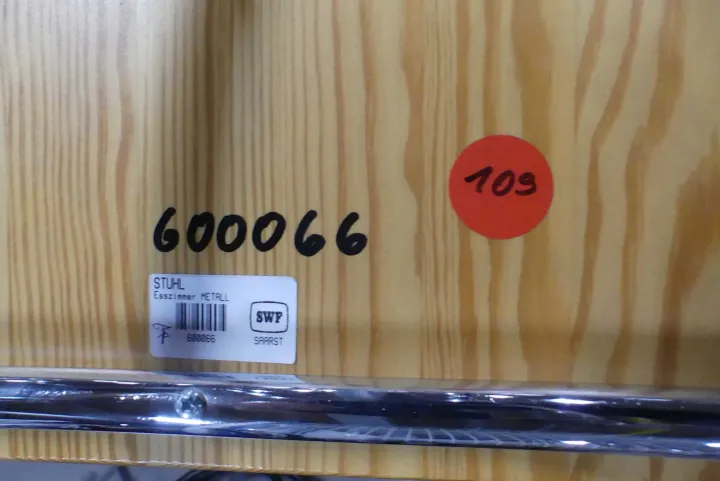 109
600066
STUHL
Esszimmer METALL
SWF
600066
SAARST